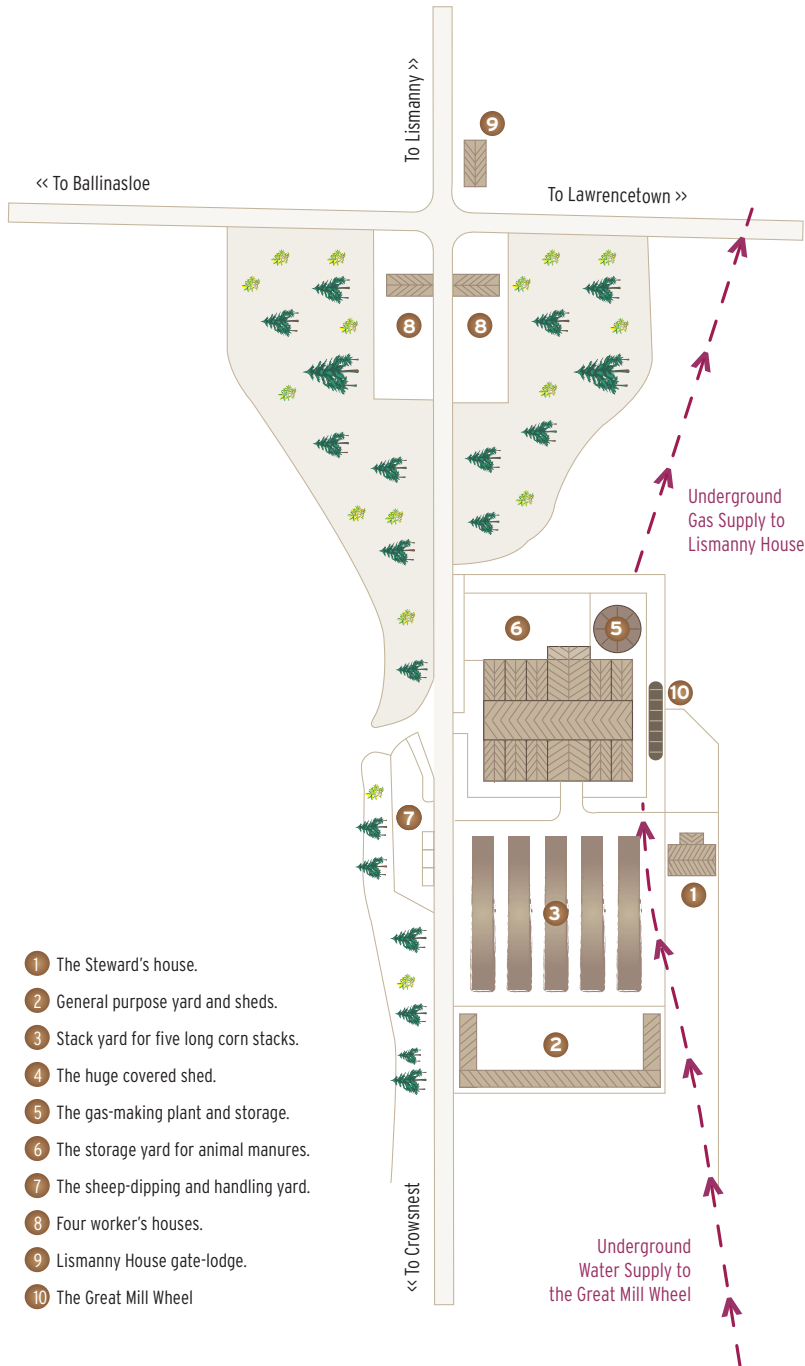 To Lismanny >>
9
<< To Ballinasloe
To Lawrencetown >>
8
8
Underground
Gas Supply to
Lismanny House
6
5
10
7
1
3
2
1 The Steward's house.
2 General purpose yard and sheds.
3 Stack yard for five long corn stacks.
4 The huge covered shed.
5 The gas-making plant and storage.
6 The storage yard for animal manures.
7 The sheep-dipping and handling yard.
8 Four worker's houses.
9 Lismanny House gate-lodge.
10 The Great Mill Wheel
<< To Crowsnest
Underground
Water Supply to
the Great Mill Wheel